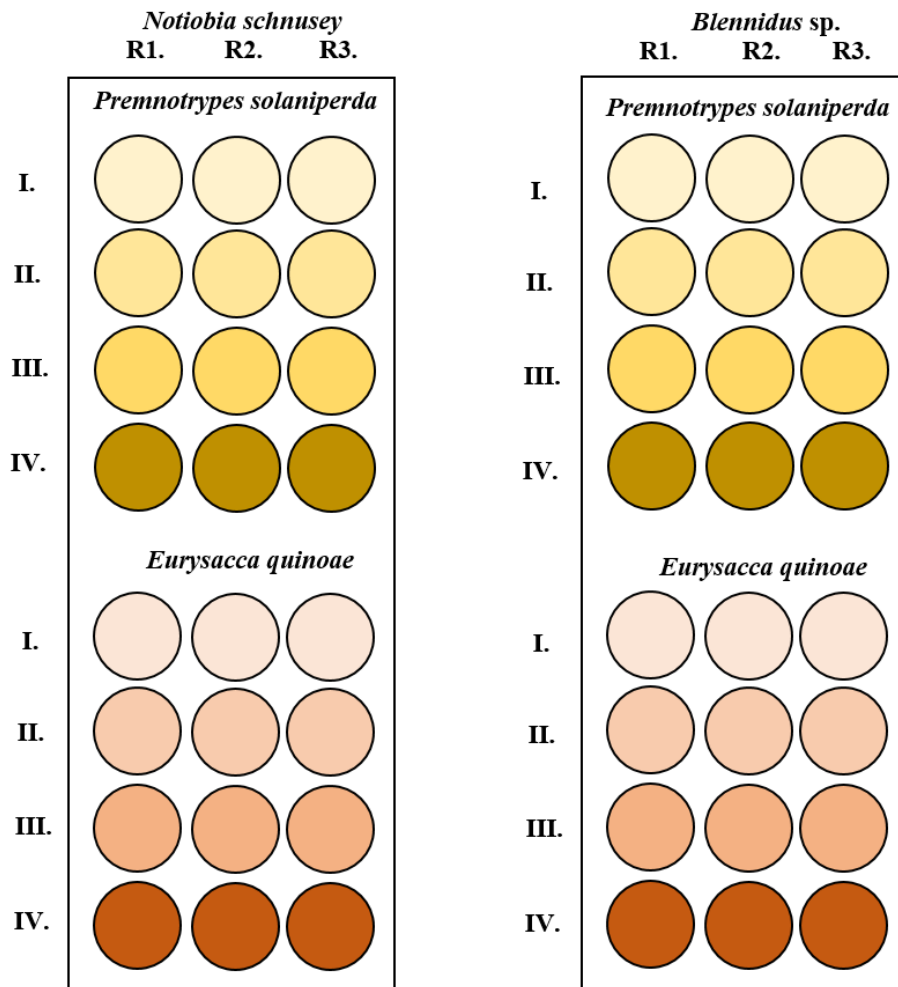 Notiobia schnusey
R1. R2. R3.
Premnotrypes solaniperda
I.
II.
III.
IV.
Eurysacca quinoae
I.
II.
III.
IV.
Blennidus sp.
R1. R2. R3.
Premnotrypes solaniperda
I.
II.
III.
IV.
Eurysacca quinoae
I.
II.
III.
IV.